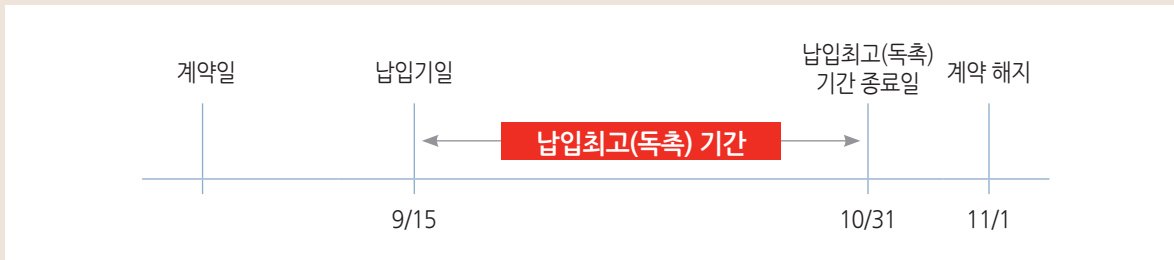 계약일
납입기일
납입최고(독촉)
기간 종료일
계약 해지
납입최고(독촉) 기간
9/15
10/31
11/1